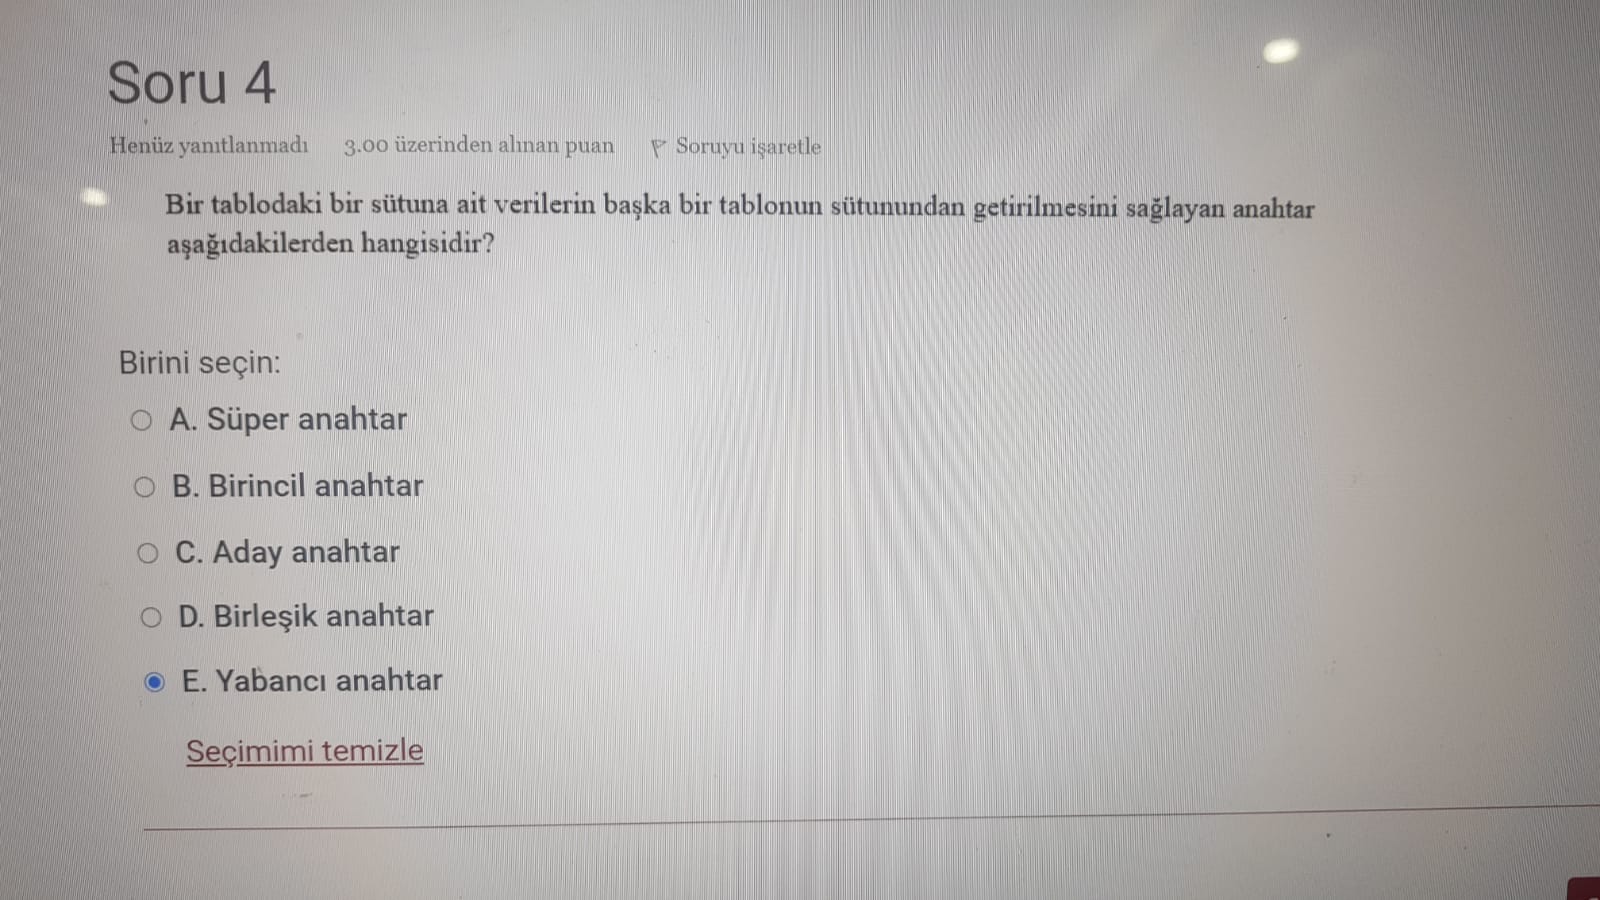 Soru 4
Henüz yanıtlanmadı 3.00 üzerinden alınan puan Soruyu işaretle
Bir tablodaki bir sütuna ait verilerin başka bir tablonun sütunundan getirilmesini sağlayan anahtar
aşağıdakilerden hangisidir?
Birini seçin:
A. Süper anahtar
B. Birincil anahtar
C. Aday anahtar
D. Birleşik anahtar
E. Yabancı anahtar
Seçimimi temizle